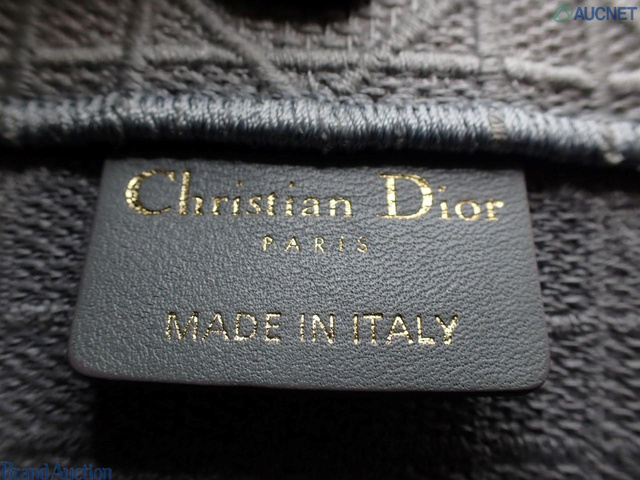 AUCNET
Christian Dior
PARIS
MADE IN ITALY
Brand Auction